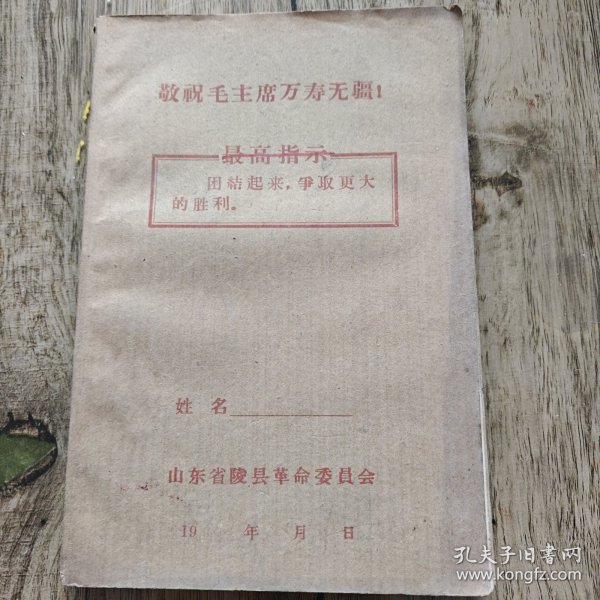 敬祝毛主席万寿无疆！
最高指示
团结起来，爭取更大
的胜利。
姓 名
山东省陵县革命委員会
19 年 月 日
孔夫子旧书网
www.kongfz.com